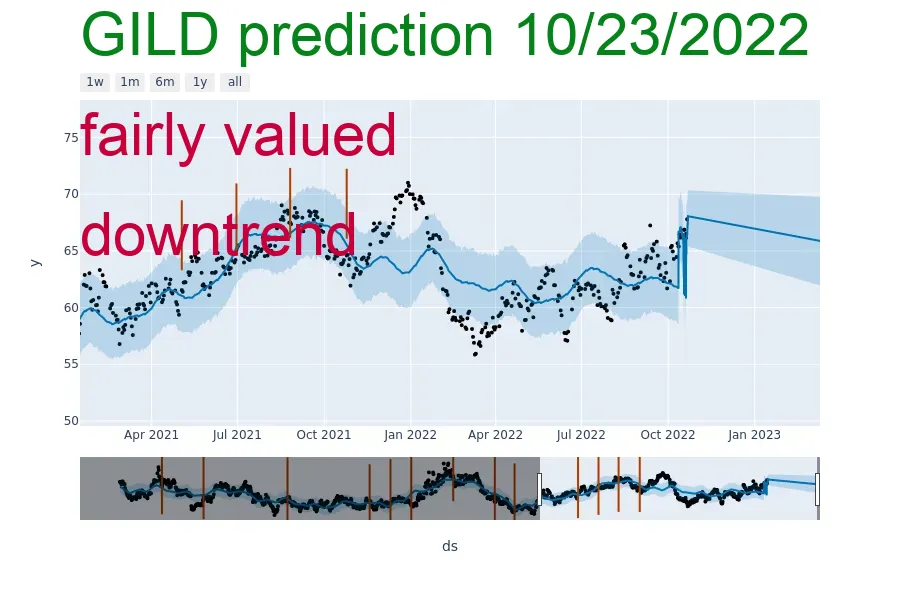 GILD prediction 10/23/2022
1w 1m 6m 1y all
fairly valued
downtrend
75
70
65
60
55
50
y
Apr 2021 Jul 2021 Oct 2021 Jan 2022 Apr 2022 Jul 2022 Oct 2022 Jan 2023
ds